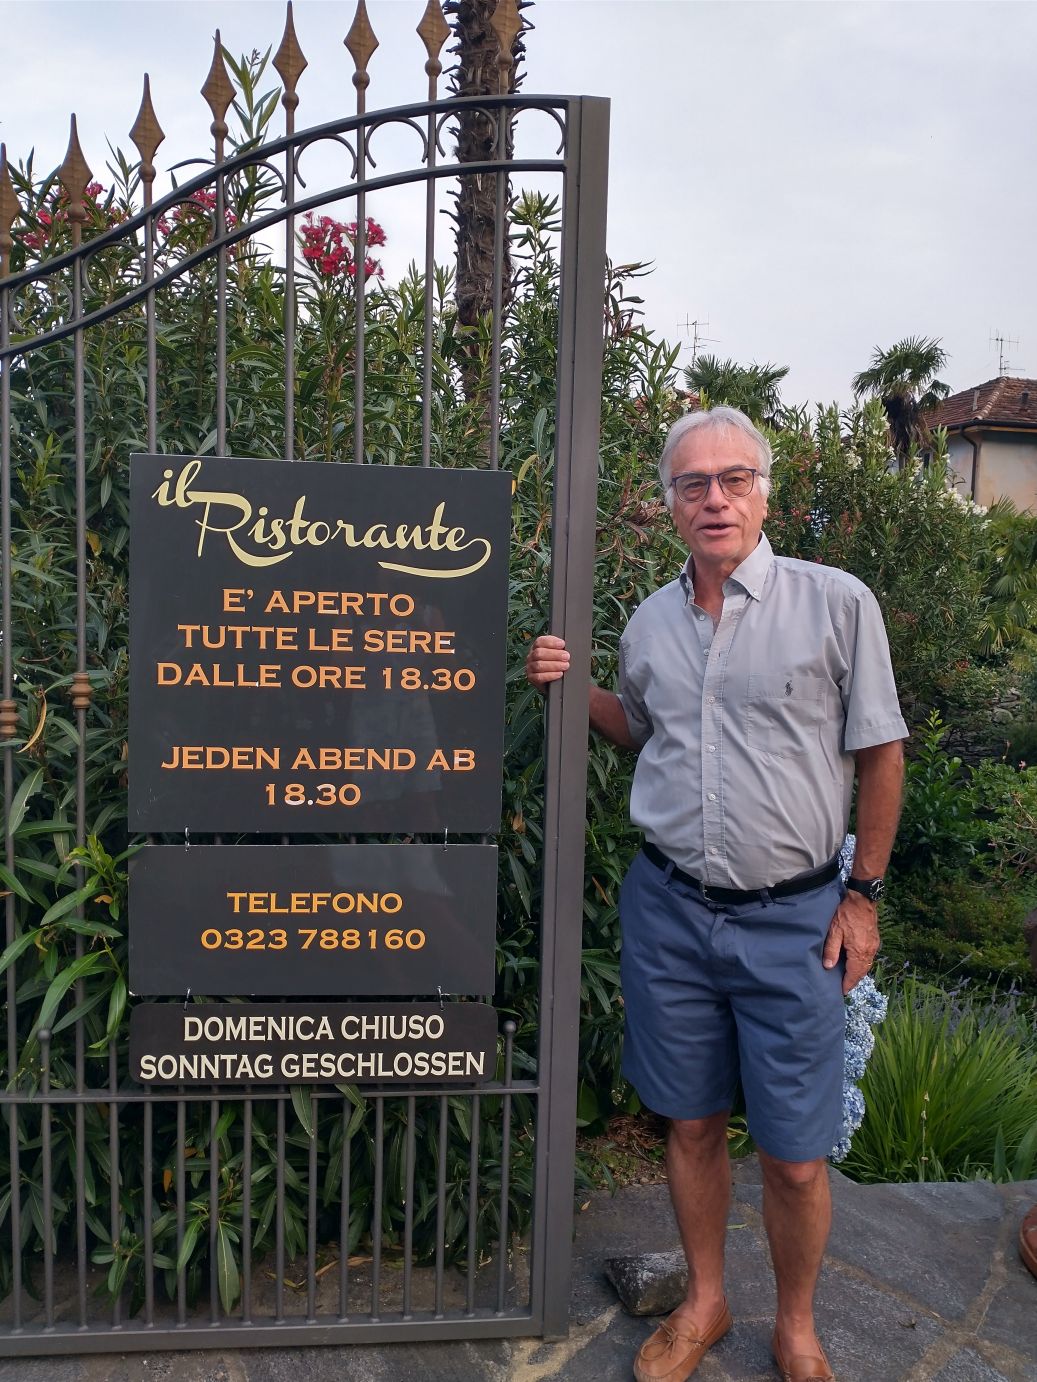 il Ristorante
E' APERTO
TUTTE LE SERE
DALLE ORE 18.30
JEDEN ABEND AB
18.30
TELEFONO
0323 788160
DOMENICA CHIUSO
SONNTAG GESCHLOSSEN